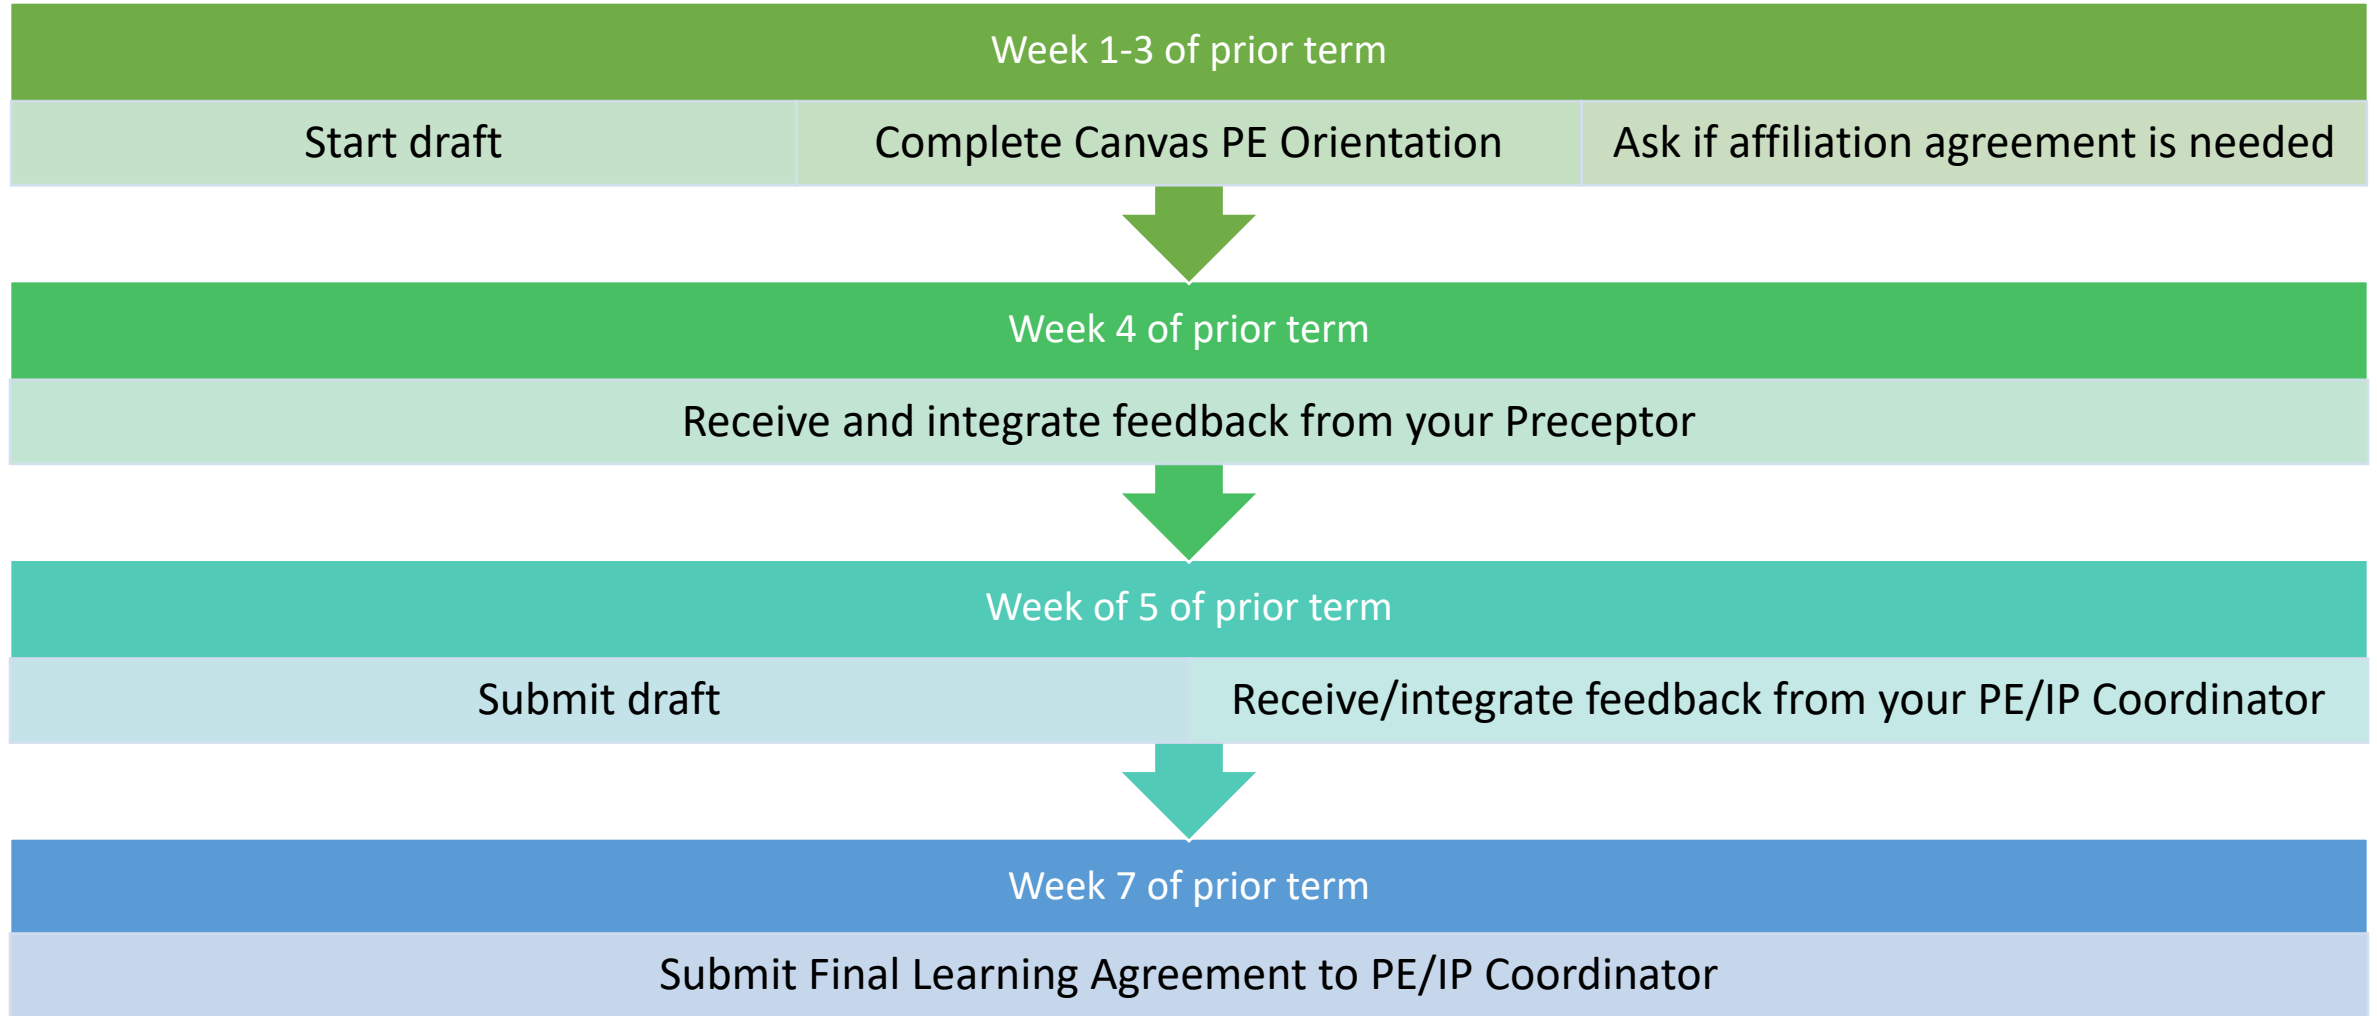 Week 1-3 of prior term
Start draft
Complete Canvas PE Orientation
Ask if affiliation agreement is needed
Week 4 of prior term
Receive and integrate feedback from your Preceptor
Week of 5 of prior term
Submit draft
Receive/integrate feedback from your PE/IP Coordinator
Week 7 of prior term
Submit Final Learning Agreement to PE/IP Coordinator